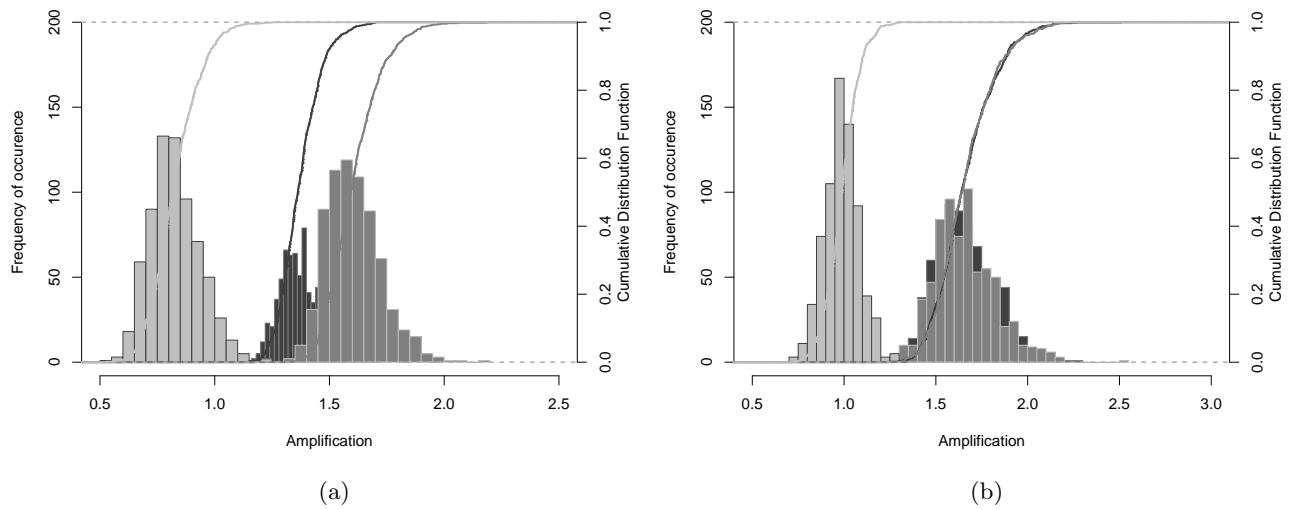 200
150
100
50
0
Frequency of occurence
1.0
0.8
0.6
0.4
0.2
0.0
Cumulative Distribution Function
0.5 1.0 1.5 2.0 2.5
Amplification
(a)
200
150
100
50
0
Frequency of occurence
1.0
0.8
0.6
0.4
0.2
0.0
Cumulative Distribution Function
0.5 1.0 1.5 2.0 2.5 3.0
Amplification
(b)